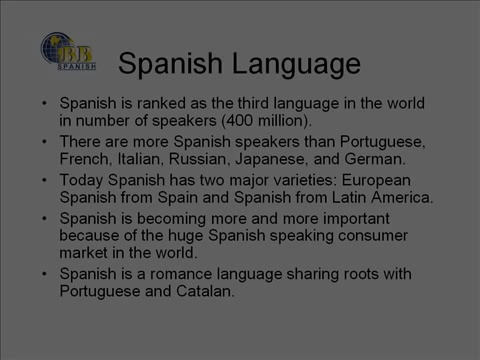 BB
SPANISH
Spanish Language
• Spanish is ranked as the third language in the world
in number of speakers (400 million).
• There are more Spanish speakers than Portuguese,
French, Italian, Russian, Japanese, and German.
• Today Spanish has two major varieties: European
Spanish from Spain and Spanish from Latin America.
• Spanish is becoming more and more important
because of the huge Spanish speaking consumer
market in the world.
• Spanish is a romance language sharing roots with
Portuguese and Catalan.